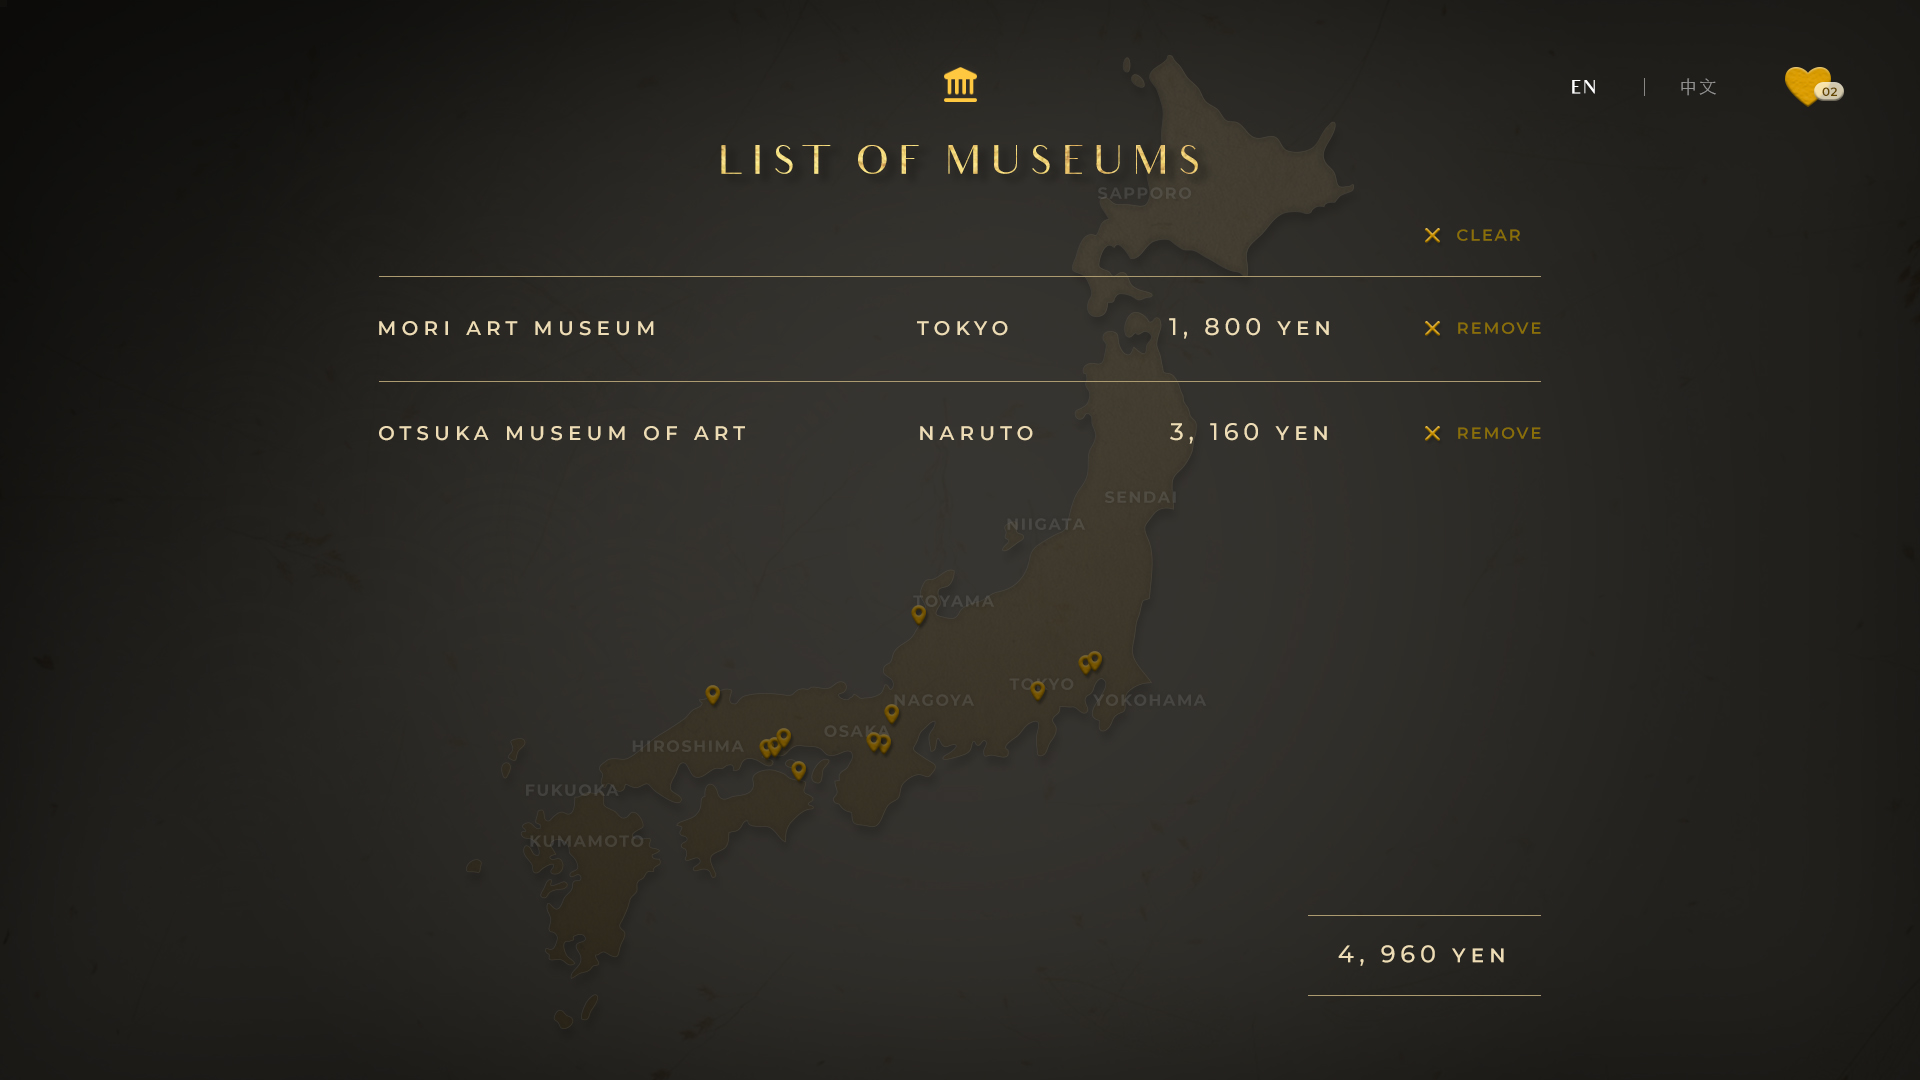 EN | 中文
02
LIST OF MUSEUMS
SAPPORO
CLEAR
MORI ART MUSEUM TOKYO 1, 800 YEN REMOVE
OTSUKA MUSEUM OF ART NARUTO 3, 160 YEN REMOVE
SENDAI
NIIGATA
TOYAMA
TOKYO
NAGOYA YOKOHAMA
OSAKA
HIROSHIMA
FUKUOKA
KUMAMOTO
4, 960 YEN